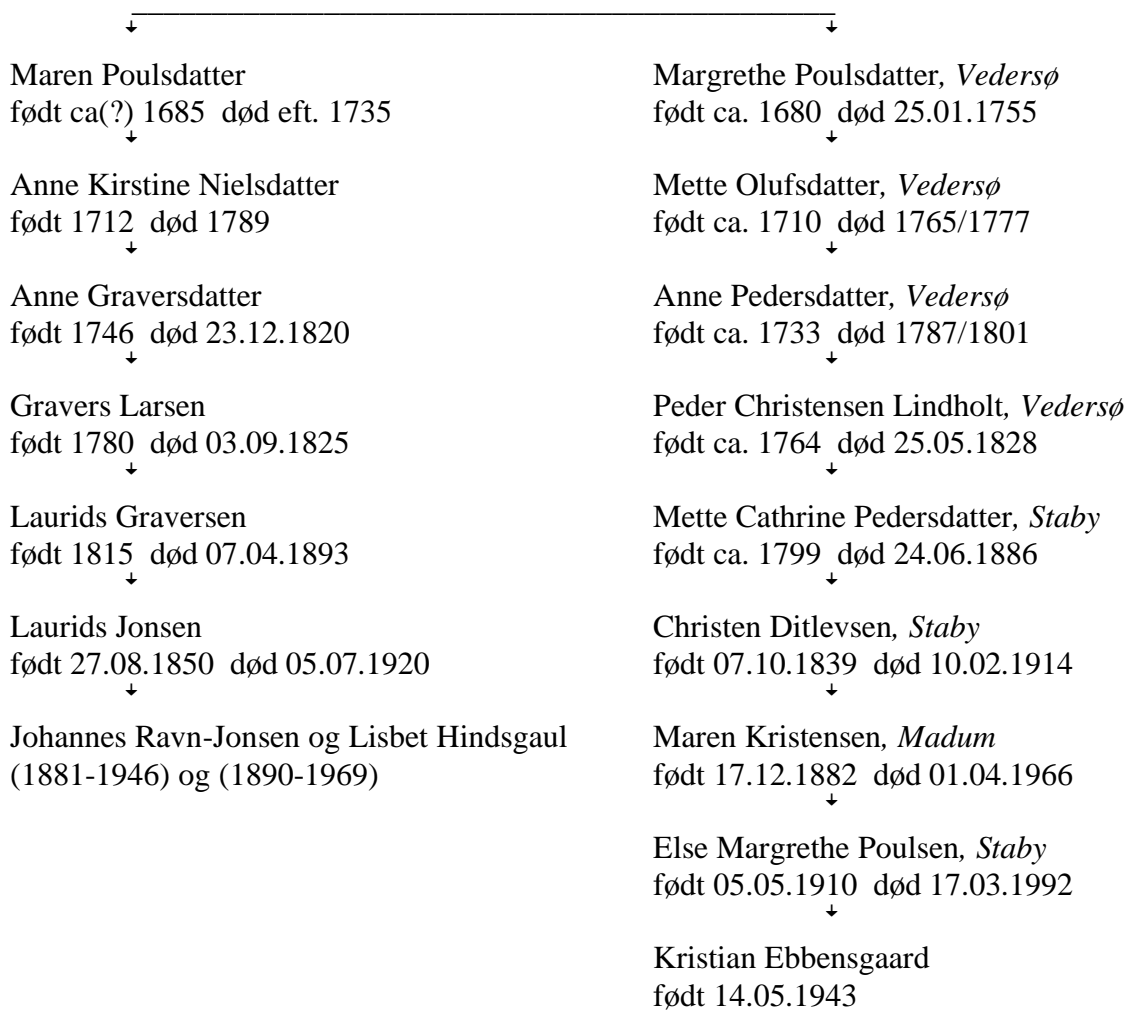 Maren Poulsdatter
født ca(?) 1685 død eft. 1735
Anne Kirstine Nielsdatter
født 1712 død 1789
Anne Graversdatter
født 1746 død 23.12.1820
Gravers Larsen
født 1780 død 03.09.1825
Laurids Graversen
født 1815 død 07.04.1893
Laurids Jonsen
født 27.08.1850 død 05.07.1920
Johannes Ravn-Jonsen og Lisbet Hindsgaul
(1881-1946) og (1890-1969)
Margrethe Poulsdatter, Vedersø
født ca. 1680 død 25.01.1755
Mette Olufsdatter, Vedersø
født ca. 1710 død 1765/1777
Anne Pedersdatter, Vedersø
født ca. 1733 død 1787/1801
Peder Christensen Lindholt, Vedersø
født ca. 1764 død 25.05.1828
Mette Cathrine Pedersdatter, Staby
født ca. 1799 død 24.06.1886
Christen Ditlevsen, Staby
født 07.10.1839 død 10.02.1914
Maren Kristensen, Madum
født 17.12.1882 død 01.04.1966
Else Margrethe Poulsen, Staby
født 05.05.1910 død 17.03.1992
Kristian Ebbensgaard
født 14.05.1943